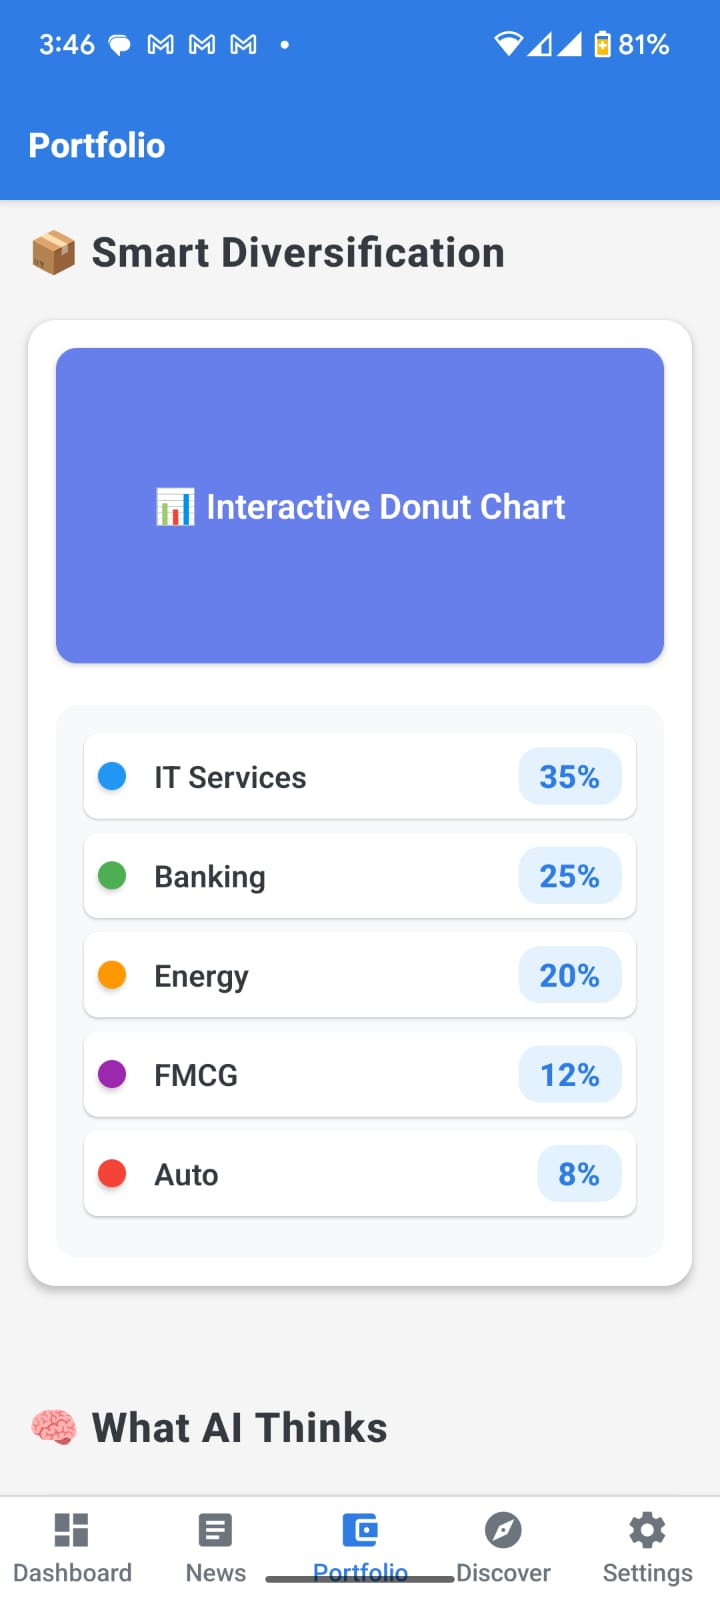 3:46
81%
Portfolio
Smart Diversification
Interactive Donut Chart
IT Services 35%
Banking 25%
Energy 20%
FMCG 12%
Auto 8%
What AI Thinks
Dashboard News Portfolio Discover Settings